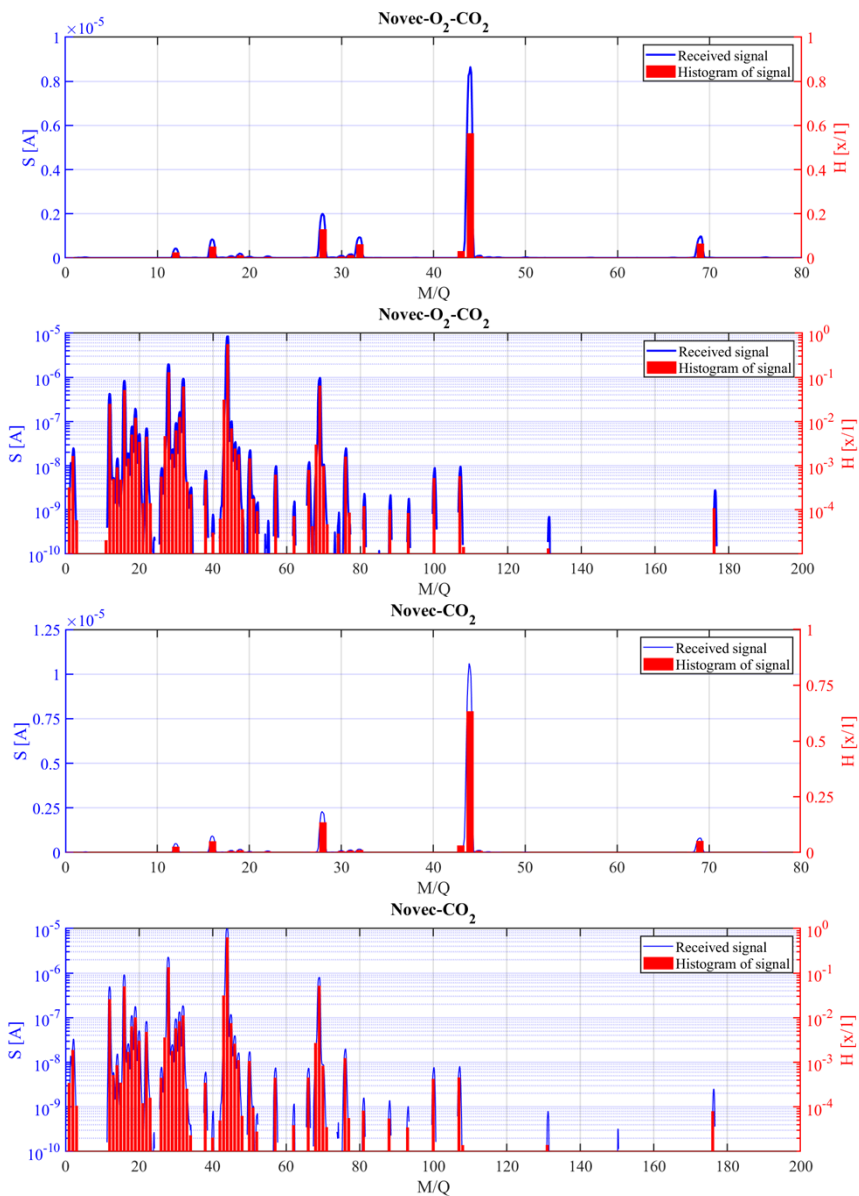 Novec-O₂-CO₂
×10⁻⁵
1 0.8 0.6 0.4 0.2 0
S [A]
Received signal
Histogram of signal
1 0.8 0.6 0.4 0.2 0
H [x/1]
0 10 20 30 40 50 60 70 80
M/Q
Novec-O₂-CO₂
10⁻⁵ 10⁻⁶ 10⁻⁷ 10⁻⁸ 10⁻⁹ 10⁻¹⁰
S [A]
Received signal
Histogram of signal
10⁰ 10⁻¹ 10⁻² 10⁻³ 10⁻⁴
H [x/1]
0 20 40 60 80 100 120 140 160 180 200
M/Q
Novec-CO₂
×10⁻⁵
1.25 1 0.75 0.5 0.25 0
S [A]
Received signal
Histogram of signal
1 0.75 0.5 0.25 0
H [x/1]
0 10 20 30 40 50 60 70 80
M/Q
Novec-CO₂
10⁻⁵ 10⁻⁶ 10⁻⁷ 10⁻⁸ 10⁻⁹ 10⁻¹⁰
S [A]
Received signal
Histogram of signal
10⁰ 10⁻¹ 10⁻² 10⁻³ 10⁻⁴
H [x/1]
0 20 40 60 80 100 120 140 160 180 200
M/Q